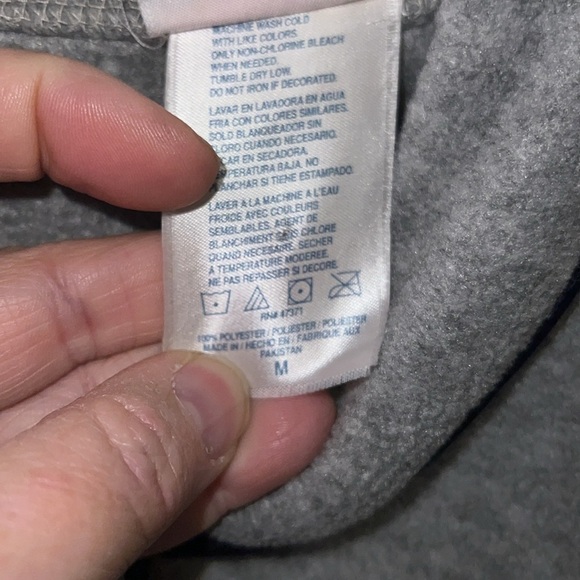 MACHINE WASH COLD
WITH LIKE COLORS.
ONLY NON-CHLORINE BLEACH
WHEN NEEDED.
TUMBLE DRY LOW.
DO NOT IRON IF DECORATED.
LAVAR EN LAVADORA EN AGUA
FRIA CON COLORES SIMILARES.
SOLO BLANQUEADOR SIN
CLORO CUANDO NECESARIO.
CAR EN SECADORA.
PERATURA BAJA. NO
ANCHAR SI TIENE ESTAMPADO.
LAVER A LA MACHINE A L'EAU
FROIDE AVEC COULEURS
SEMBLABLES. AGENT DE
BLANCHIMENT SANS CHLORE
QUAND NECESSAIRE. SECHER
A TEMPERATURE MODEREE.
NE PAS REPASSER SI DECORE.
RN# 47371
100% POLYESTER / POLIESTER / POLYESTER
MADE IN / HECHO EN / FABRIQUE AUX
PAKISTAN
M